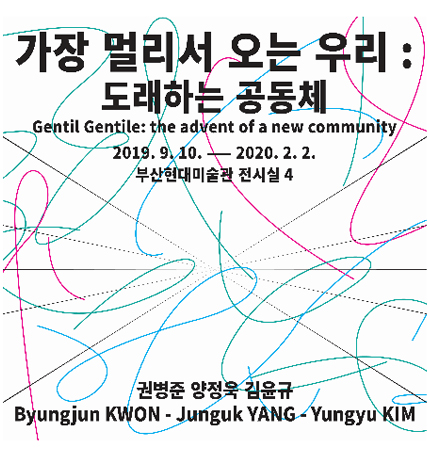 가장 멀리서 오는 우리 :
도래하는 공동체
Gentil Gentile: the advent of a new community
2019. 9. 10. — 2020. 2. 2.
부산현대미술관 전시실 4
권병준 양정욱 김윤규
Byungjun KWON - Junguk YANG - Yungyu KIM